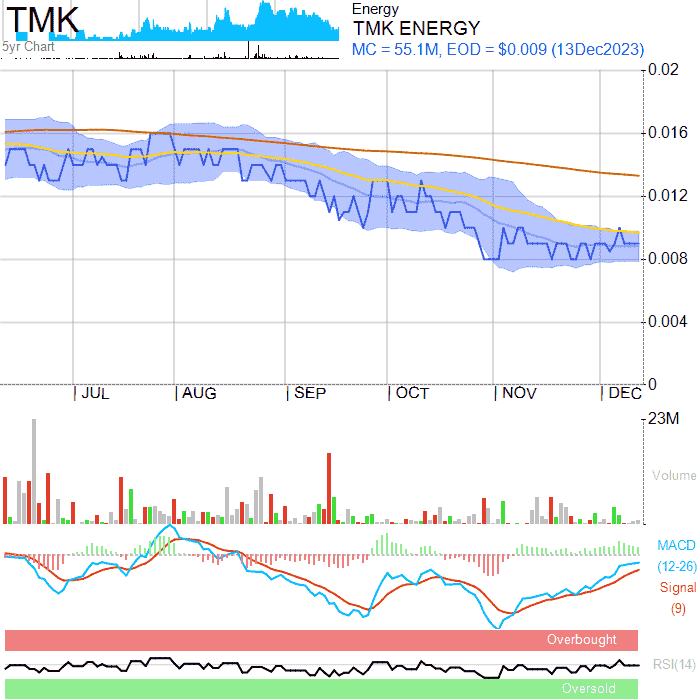 TMK
5yr Chart
Energy
TMK ENERGY
MC = 55.1M, EOD = $0.009 (13Dec2023)
0.02
0.016
0.012
0.008
0.004
0
JUL AUG SEP OCT NOV DEC
23M
Volume
MACD
(12-26)
Signal
(9)
Overbought
RSI(14)
Oversold